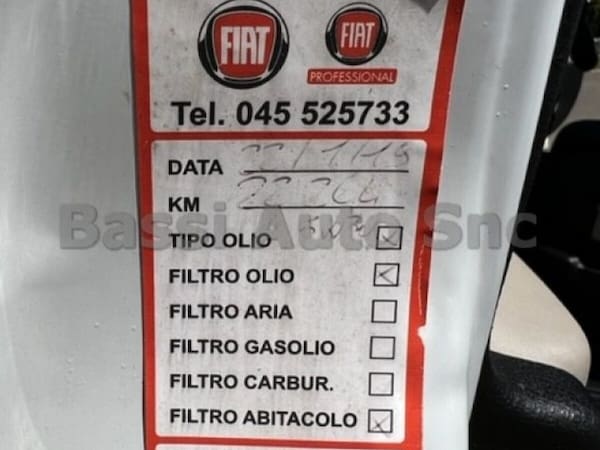 FIAT
FIAT
PROFESSIONAL
Tel. 045 525733
DATA
KM
Bassi Auto Snc
TIPO OLIO
FILTRO OLIO
FILTRO ARIA
FILTRO GASOLIO
FILTRO CARBUR.
FILTRO ABITACOLO